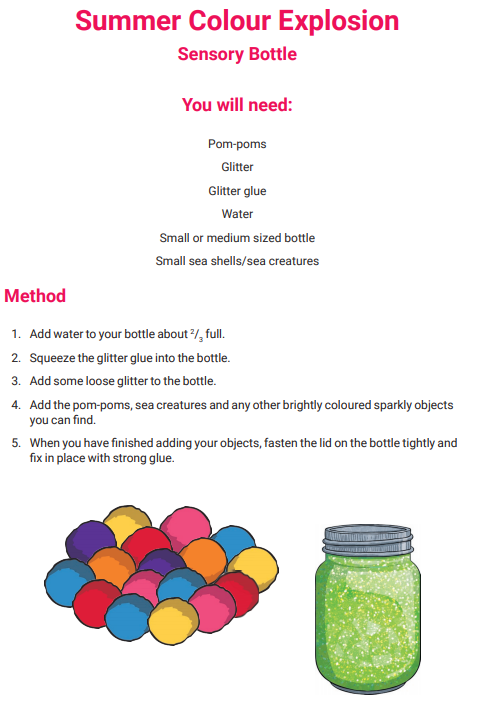 Summer Colour Explosion
Sensory Bottle
You will need:
Pom-poms
Glitter
Glitter glue
Water
Small or medium sized bottle
Small sea shells/sea creatures
Method
1. Add water to your bottle about 2/3 full.
2. Squeeze the glitter glue into the bottle.
3. Add some loose glitter to the bottle.
4. Add the pom-poms, sea creatures and any other brightly coloured sparkly objects
you can find.
5. When you have finished adding your objects, fasten the lid on the bottle tightly and
fix in place with strong glue.